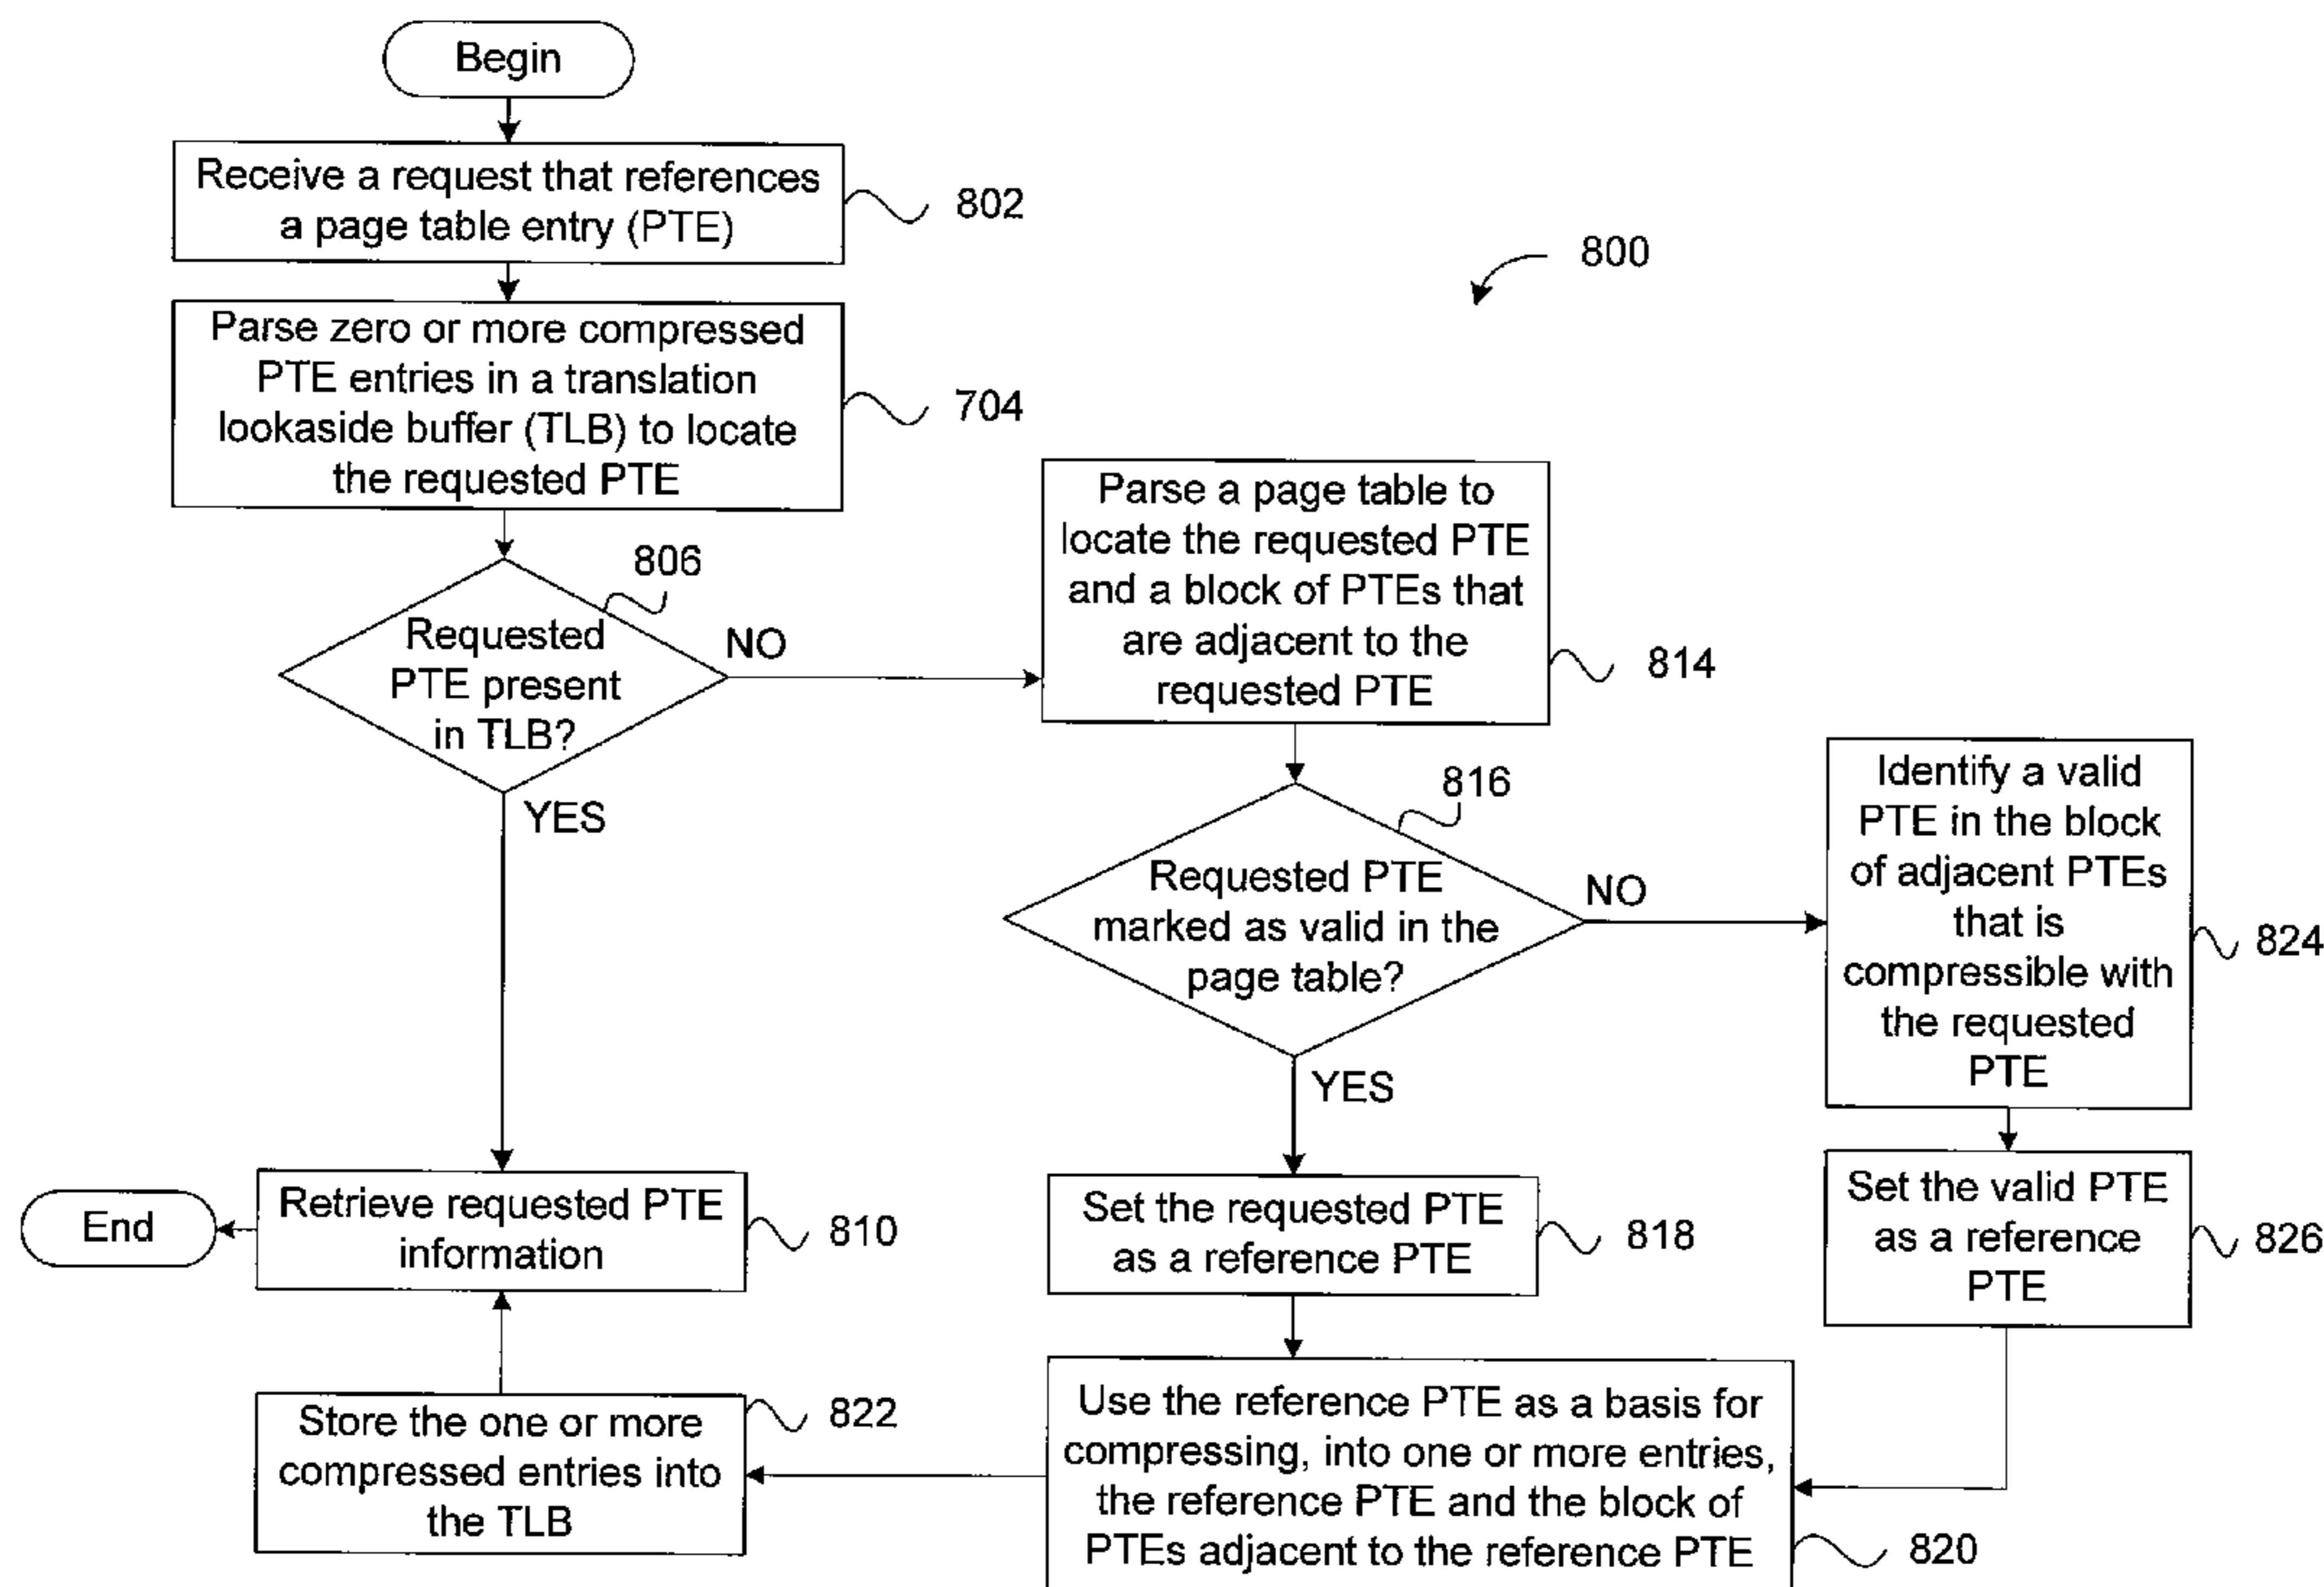 Begin
Receive a request that references
a page table entry (PTE)
802
800
Parse zero or more compressed
PTE entries in a translation
lookaside buffer (TLB) to locate
the requested PTE
704
806
Requested
PTE present
in TLB?
NO
YES
Parse a page table to
locate the requested PTE
and a block of PTEs that
are adjacent to the
requested PTE
814
816
Requested PTE
marked as valid in the
page table?
NO
YES
Identify a valid
PTE in the block
of adjacent PTEs
that is
compressible with
the requested
PTE
824
End
Retrieve requested PTE
information
810
Set the requested PTE
as a reference PTE
818
Set the valid PTE
as a reference
PTE
826
Store the one or more
compressed entries into
the TLB
822
Use the reference PTE as a basis for
compressing, into one or more entries,
the reference PTE and the block of
PTEs adjacent to the reference PTE
820